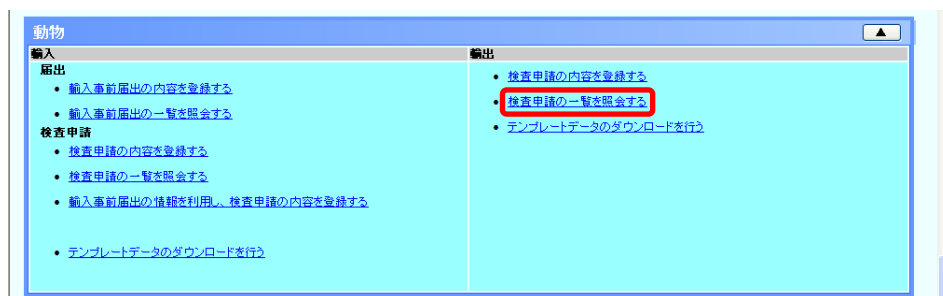 動物
▲
輸入
届出
• 輸入事前届出の内容を登録する
• 輸入事前届出の一覧を照会する
検査申請
• 検査申請の内容を登録する
• 検査申請の一覧を照会する
• 輸入事前届出の情報を利用し、検査申請の内容を登録する
• テンプレートデータのダウンロードを行う
輸出
• 検査申請の内容を登録する
• 検査申請の一覧を照会する
• テンプレートデータのダウンロードを行う